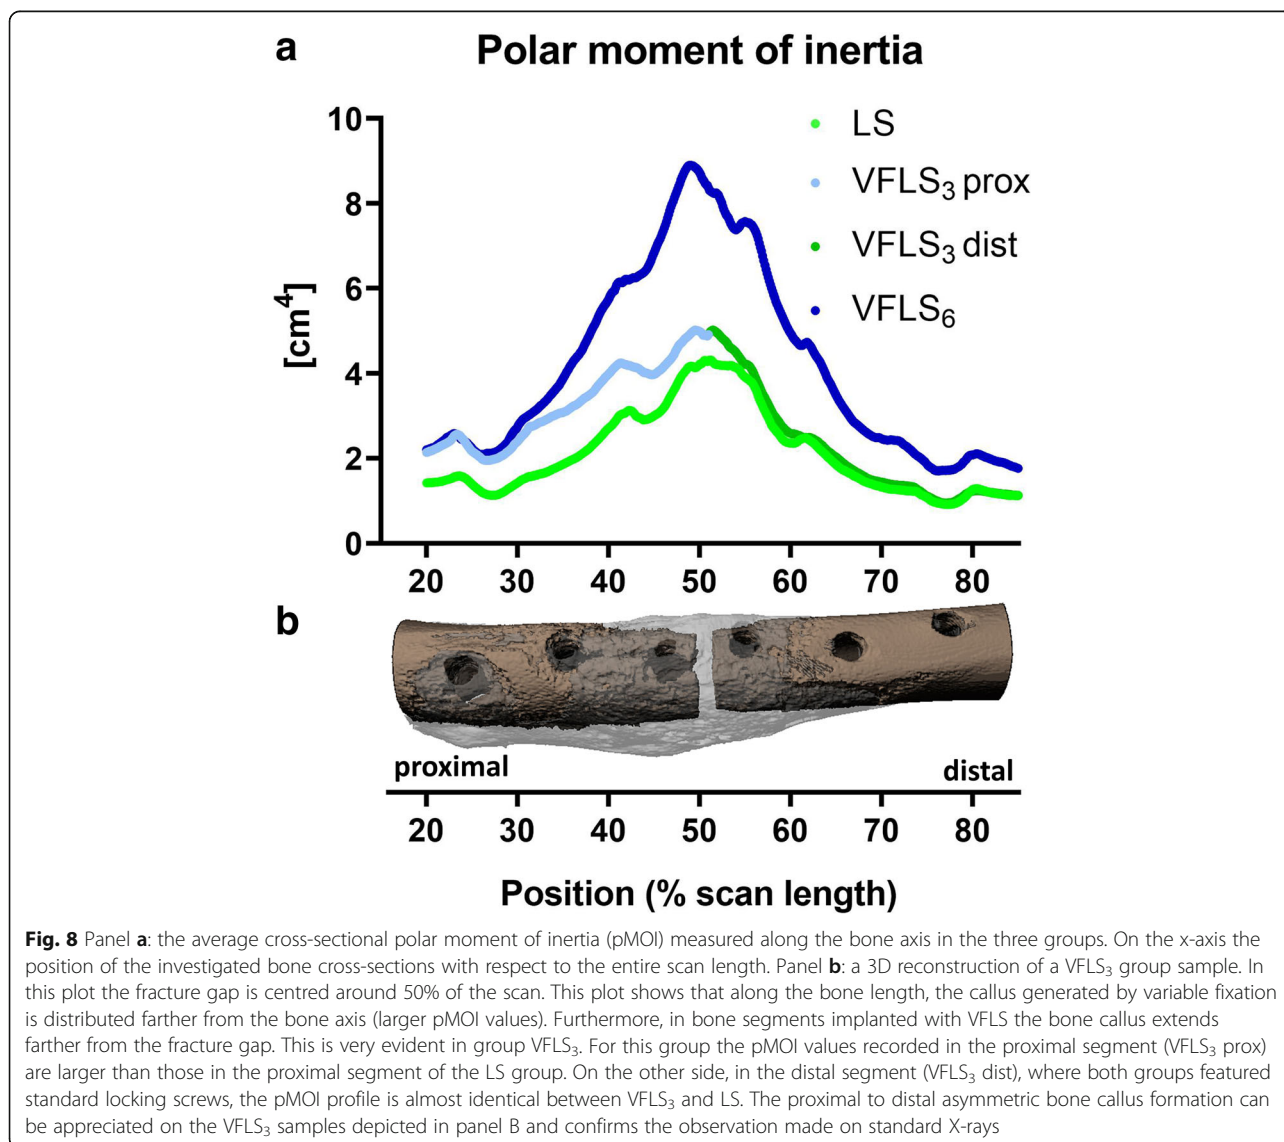 a
Polar moment of inertia
10
8
6
4
2
0
[cm⁴]
LS
VFLS₃ prox
VFLS₃ dist
VFLS₆
20 30 40 50 60 70 80
b
proximal distal
20 30 40 50 60 70 80
Position (% scan length)
Fig. 8 Panel a: the average cross-sectional polar moment of inertia (pMOI) measured along the bone axis in the three groups. On the x-axis the
position of the investigated bone cross-sections with respect to the entire scan length. Panel b: a 3D reconstruction of a VFLS₃ group sample. In
this plot the fracture gap is centred around 50% of the scan. This plot shows that along the bone length, the callus generated by variable fixation
is distributed farther from the bone axis (larger pMOI values). Furthermore, in bone segments implanted with VFLS the bone callus extends
farther from the fracture gap. This is very evident in group VFLS₃. For this group the pMOI values recorded in the proximal segment (VFLS₃ prox)
are larger than those in the proximal segment of the LS group. On the other side, in the distal segment (VFLS₃ dist), where both groups featured
standard locking screws, the pMOI profile is almost identical between VFLS₃ and LS. The proximal to distal asymmetric bone callus formation can
be appreciated on the VFLS₃ samples depicted in panel B and confirms the observation made on standard X-rays